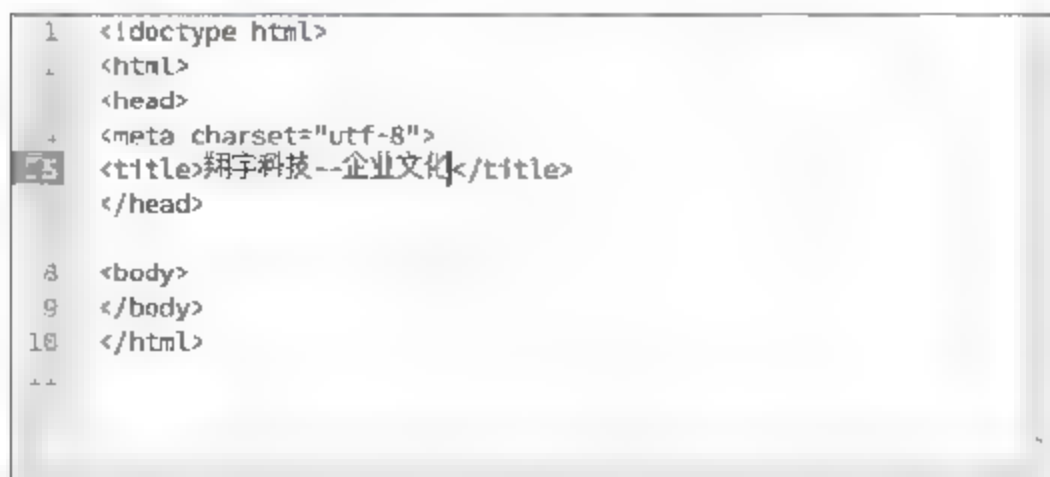 1 <!doctype html>
<html>
<head>
<meta charset="utf-8">
<title>翔宇科技--企业文化</title>
</head>
8 <body>
9 </body>
10 </html>